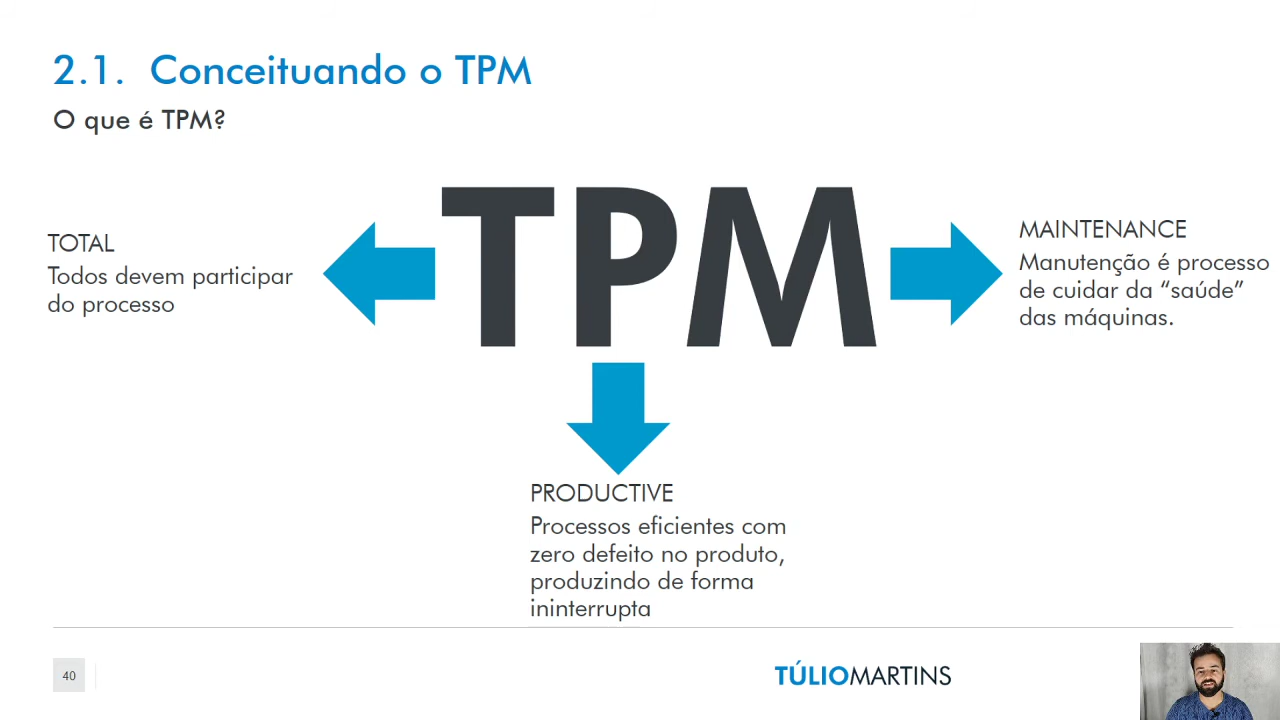 2.1. Conceituando o TPM
O que é TPM?
TPM
TOTAL
Todos devem participar
do processo
MAINTENANCE
Manutenção é processo
de cuidar da “saúde”
das máquinas.
PRODUCTIVE
Processos eficientes com
zero defeito no produto,
produzindo de forma
ininterrupta
40
TÚLIOMARTINS